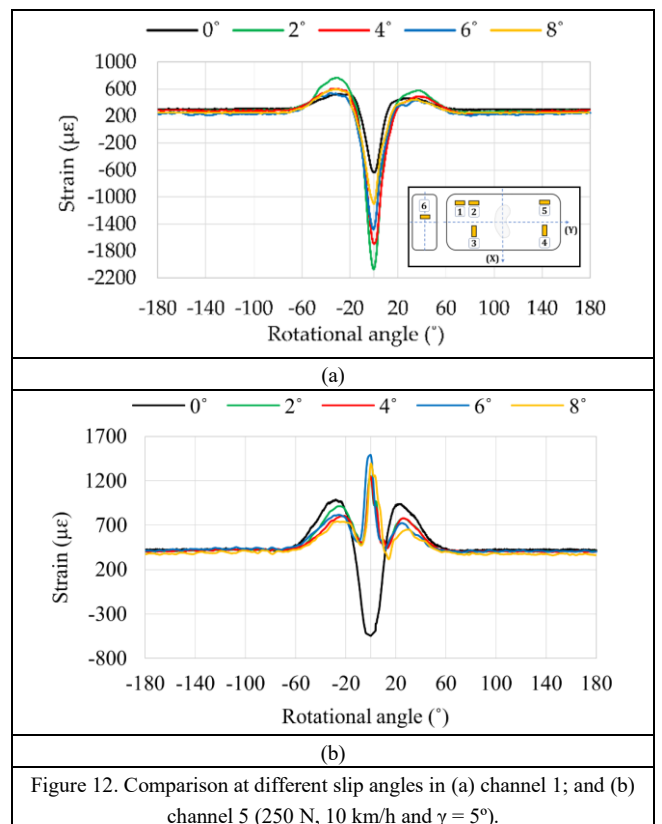 0° 2° 4° 6° 8°
1000
600
200
-200
-600
-1000
-1400
-1800
-2200
Strain (με)
6 1 2 5 (Y)
3 4
(X)
-180 -140 -100 -60 -20 20 60 100 140 180
Rotational angle (°)
(a)
0° 2° 4° 6° 8°
1700
1200
700
200
-300
-800
Strain (με)
-180 -140 -100 -60 -20 20 60 100 140 180
Rotational angle (°)
(b)
Figure 12. Comparison at different slip angles in (a) channel 1; and (b)
channel 5 (250 N, 10 km/h and γ = 5º).